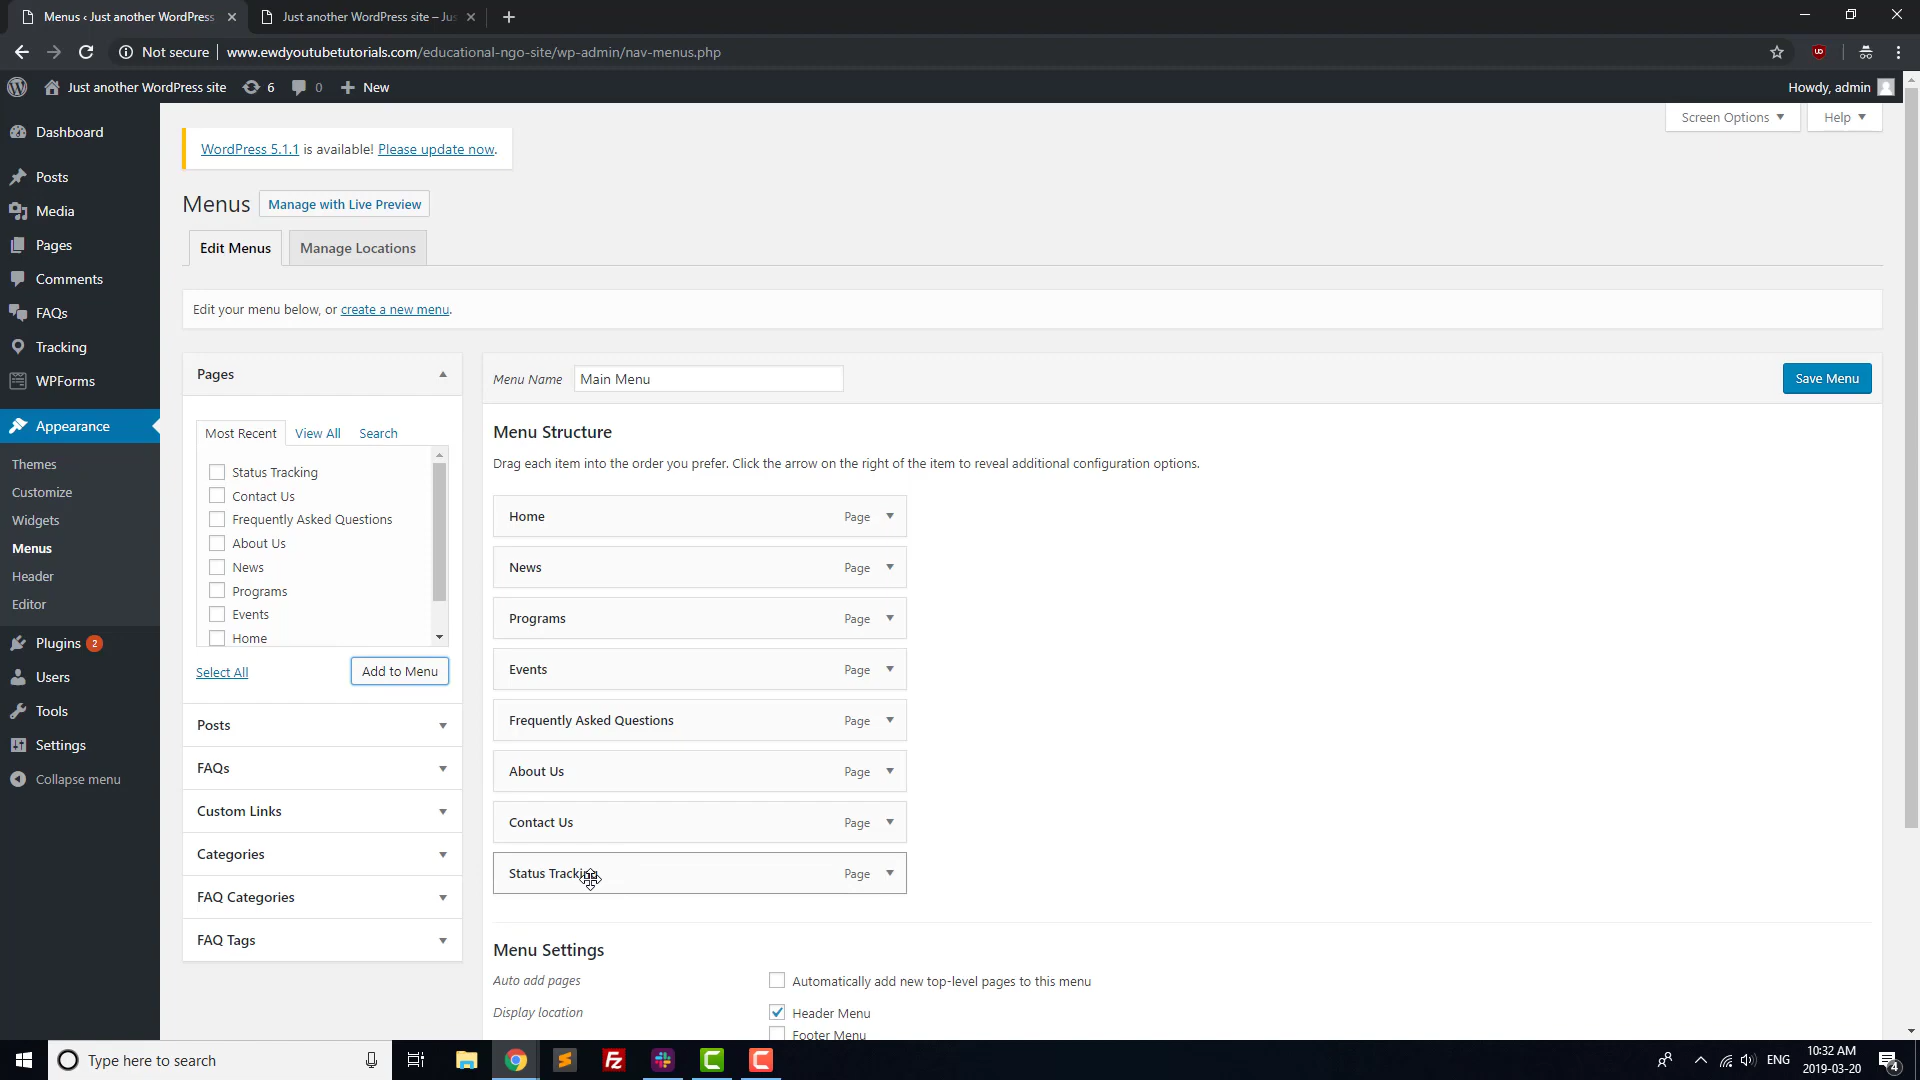 Menus ‹ Just another WordPress
Just another WordPress site – Jus
Not secure
www.ewdyoutubetutorials.com/educational-ngo-site/wp-admin/nav-menus.php
Just another WordPress site
6
0
New
Howdy, admin
Screen Options
Help
WordPress 5.1.1 is available! Please update now.
Menus
Manage with Live Preview
Edit Menus
Manage Locations
Edit your menu below, or create a new menu.
Dashboard
Posts
Media
Pages
Comments
FAQs
Tracking
WPForms
Appearance
Themes
Customize
Widgets
Menus
Header
Editor
Plugins 2
Users
Tools
Settings
Collapse menu
Pages
Most Recent
View All
Search
Status Tracking
Contact Us
Frequently Asked Questions
About Us
News
Programs
Events
Home
Select All
Add to Menu
Posts
FAQs
Custom Links
Categories
FAQ Categories
FAQ Tags
Menu Name
Main Menu
Save Menu
Menu Structure
Drag each item into the order you prefer. Click the arrow on the right of the item to reveal additional configuration options.
Home Page
News Page
Programs Page
Events Page
Frequently Asked Questions Page
About Us Page
Contact Us Page
Status Tracking Page
Menu Settings
Auto add pages
Automatically add new top-level pages to this menu
Display location
Header Menu
Footer Menu
Type here to search
ENG
10:32 AM
2019-03-20
4